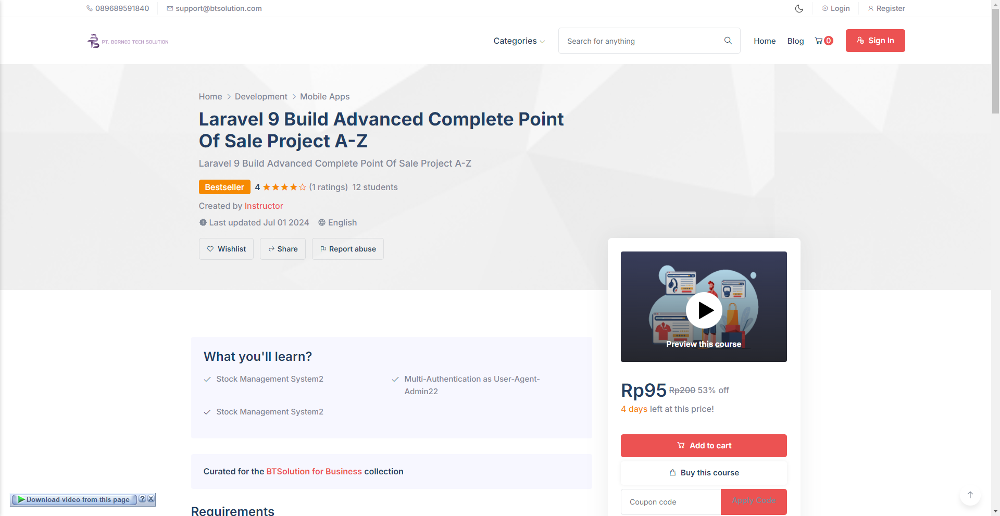 089689591840
support@btsolution.com
Login
Register
PT. BORNEO TECH SOLUTION
Categories
Search for anything
Home
Blog
0
Sign In
Home
Development
Mobile Apps
Laravel 9 Build Advanced Complete Point
Of Sale Project A-Z
Laravel 9 Build Advanced Complete Point Of Sale Project A-Z
Bestseller
4
(1 ratings)
12 students
Created by Instructor
Last updated Jul 01 2024
English
Wishlist
Share
Report abuse
Preview this course
What you'll learn?
Stock Management System2
Multi-Authentication as User-Agent-
Admin22
Stock Management System2
Rp95 Rp200 53% off
4 days left at this price!
Add to cart
Buy this course
Coupon code
Apply Code
Curated for the BTSolution for Business collection
Download video from this page
?
X
Requirements